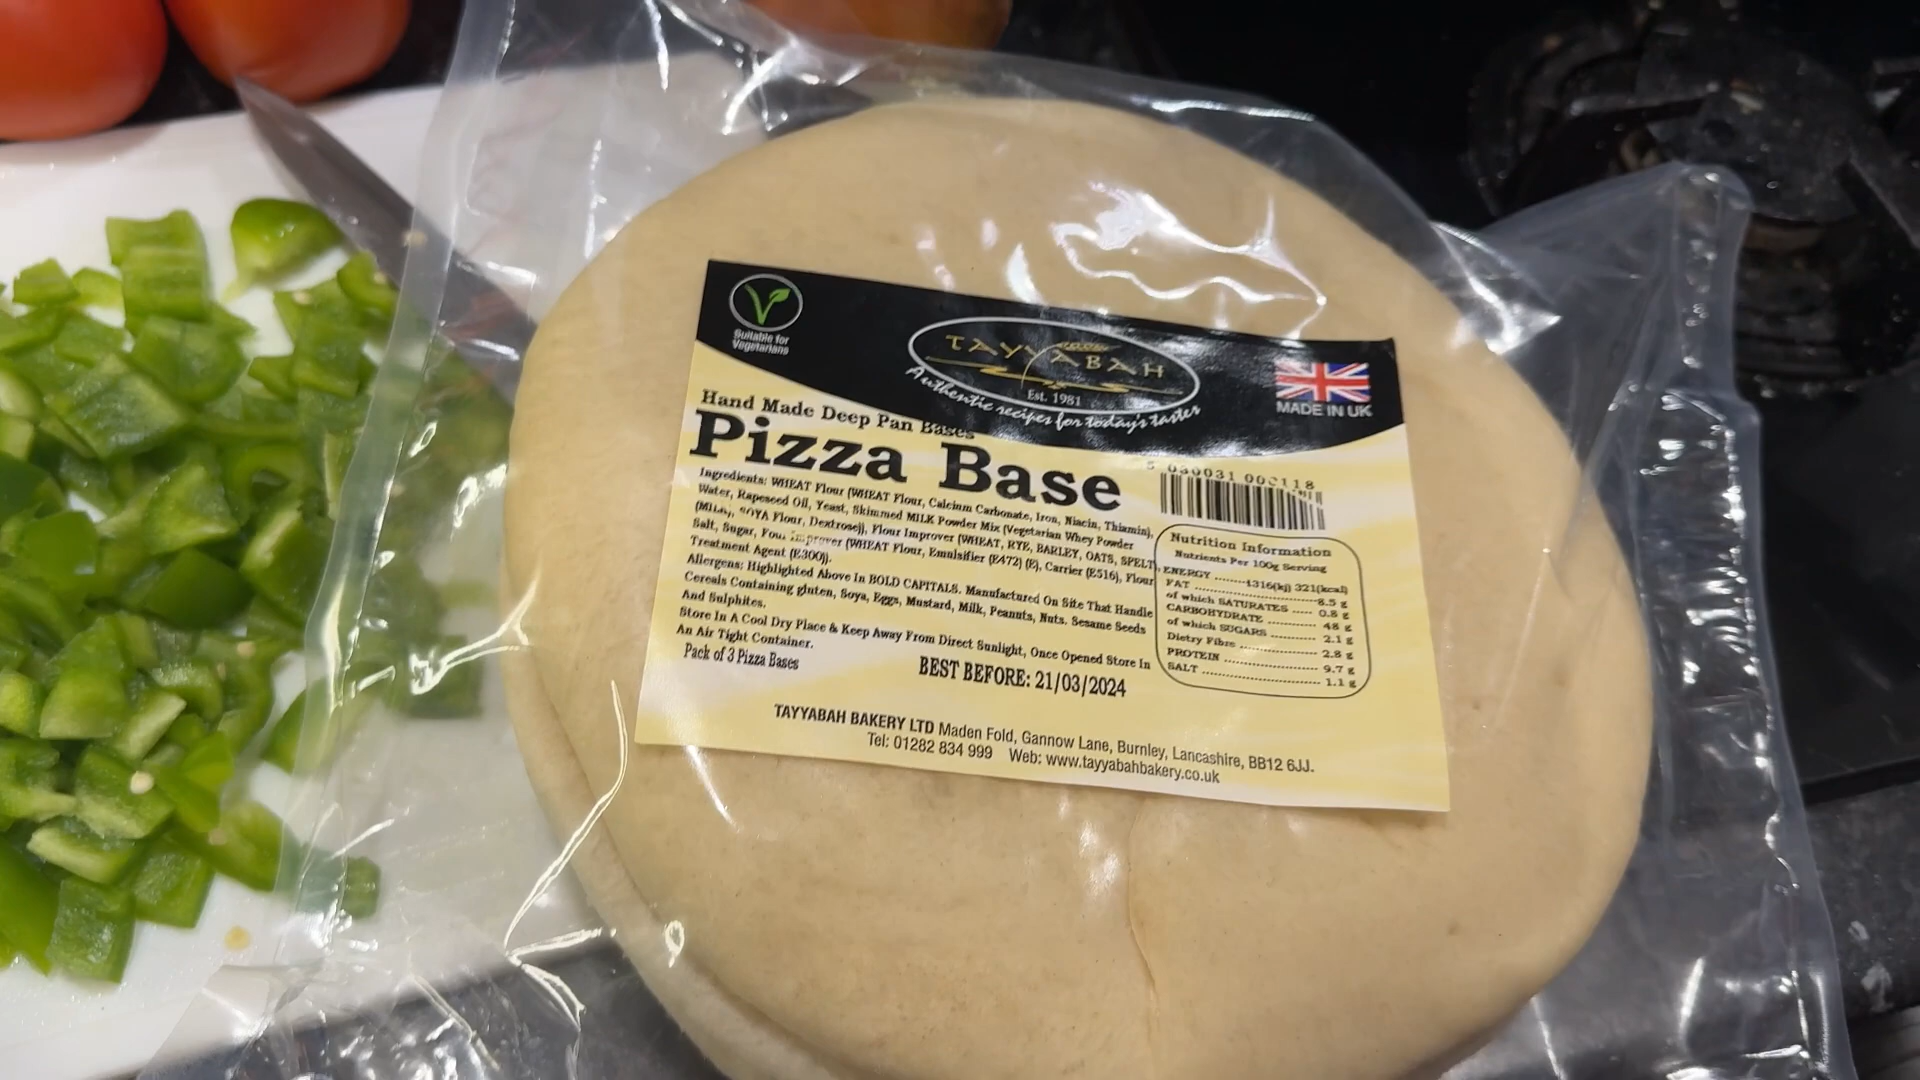 Suitable for
Vegetarians
TAYYABAH
Est. 1981
Authentic recipes for today's tastes
MADE IN UK
Hand Made Deep Pan Bases
Pizza Base
5 030031 000118
Ingredients: WHEAT Flour (WHEAT Flour, Calcium Carbonate, Iron, Niacin, Thiamin),
Water, Rapeseed Oil, Yeast, Skimmed MILK Powder Mix (Vegetarian Whey Powder
(MILK), SOYA Flour, Dextrose)), Flour Improver (WHEAT, RYE, BARLEY, OATS, SPELT),
Salt, Sugar, Flour Improver (WHEAT Flour, Emulsifier (E472) (E), Carrier (E516), Flour
Treatment Agent (E300)).
Allergens: Highlighted Above In BOLD CAPITALS. Manufactured On Site That Handle
Cereals Containing gluten, Soya, Eggs, Mustard, Milk, Peanuts, Nuts, Sesame Seeds
And Sulphites.
Store In A Cool Dry Place & Keep Away From Direct Sunlight, Once Opened Store In
An Air Tight Container.
Pack of 3 Pizza Bases
BEST BEFORE: 21/03/2024
Nutrition Information
Nutrients Per 100g Serving
ENERGY ........1316(kj) 321(kcal)
FAT ........ 8.5 g
of which SATURATES ..... 0.8 g
CARBOHYDRATE .......... 48 g
of which SUGARS .......... 2.1 g
Dietry Fibre .......... 2.8 g
PROTEIN .......... 9.7 g
SALT .......... 1.1 g
TAYYABAH BAKERY LTD Maden Fold, Gannow Lane, Burnley, Lancashire, BB12 6JJ.
Tel: 01282 834 999 Web: www.tayyabahbakery.co.uk